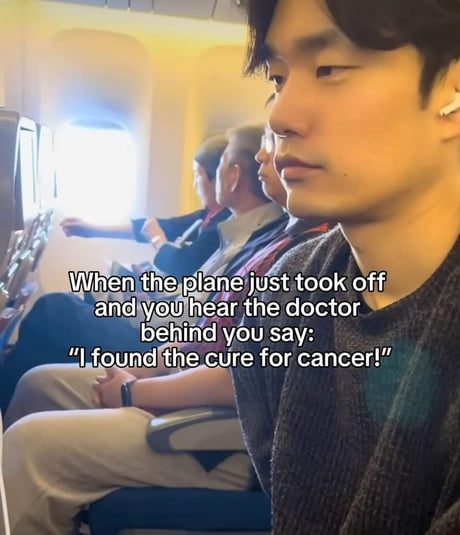 When the plane just took off
and you hear the doctor
behind you say:
“I found the cure for cancer!”